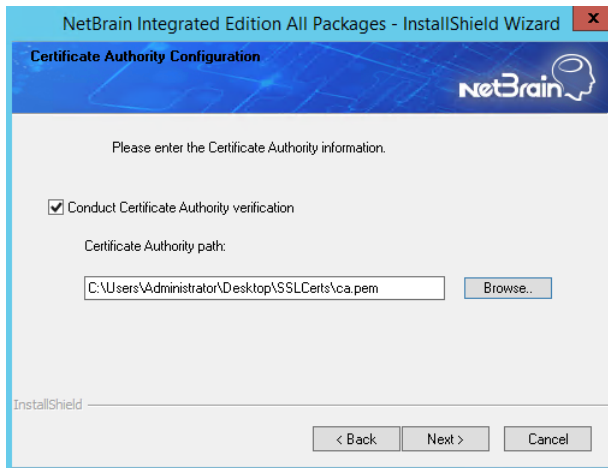 NetBrain Integrated Edition All Packages - InstallShield Wizard x
Certificate Authority Configuration
NetBrain
Please enter the Certificate Authority information.
Conduct Certificate Authority verification
Certificate Authority path:
C:\Users\Administrator\Desktop\SSLCerts\ca.pem Browse..
InstallShield
< Back Next > Cancel